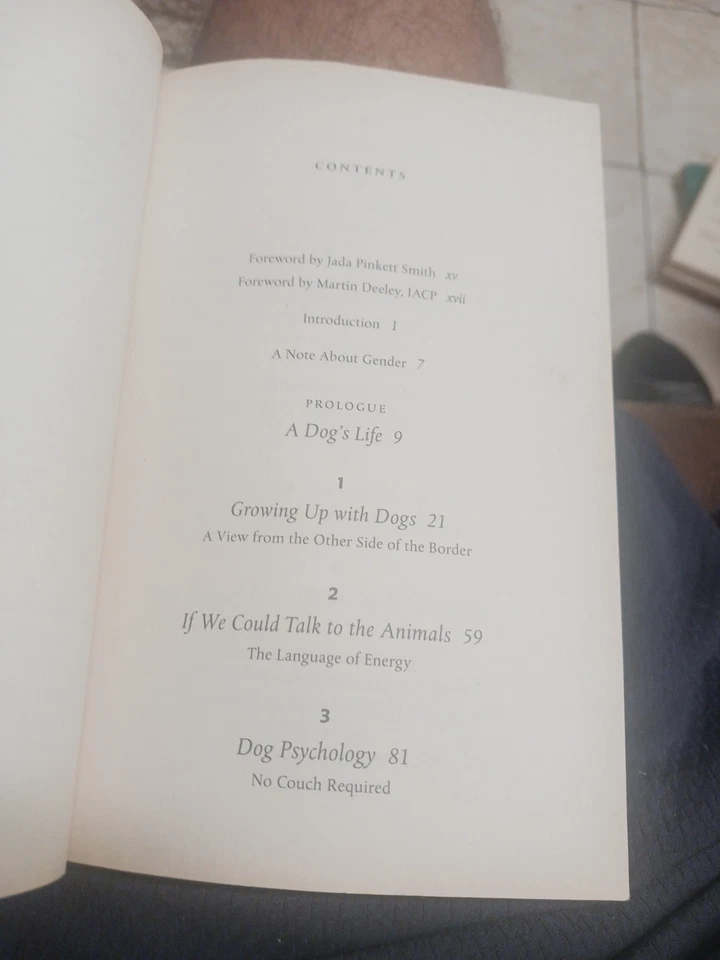 CONTENTS
Foreword by Jada Pinkett Smith xv
Foreword by Martin Deeley, IACP xvii
Introduction 1
A Note About Gender 7
PROLOGUE
A Dog's Life 9
1
Growing Up with Dogs 21
A View from the Other Side of the Border
2
If We Could Talk to the Animals 59
The Language of Energy
3
Dog Psychology 81
No Couch Required